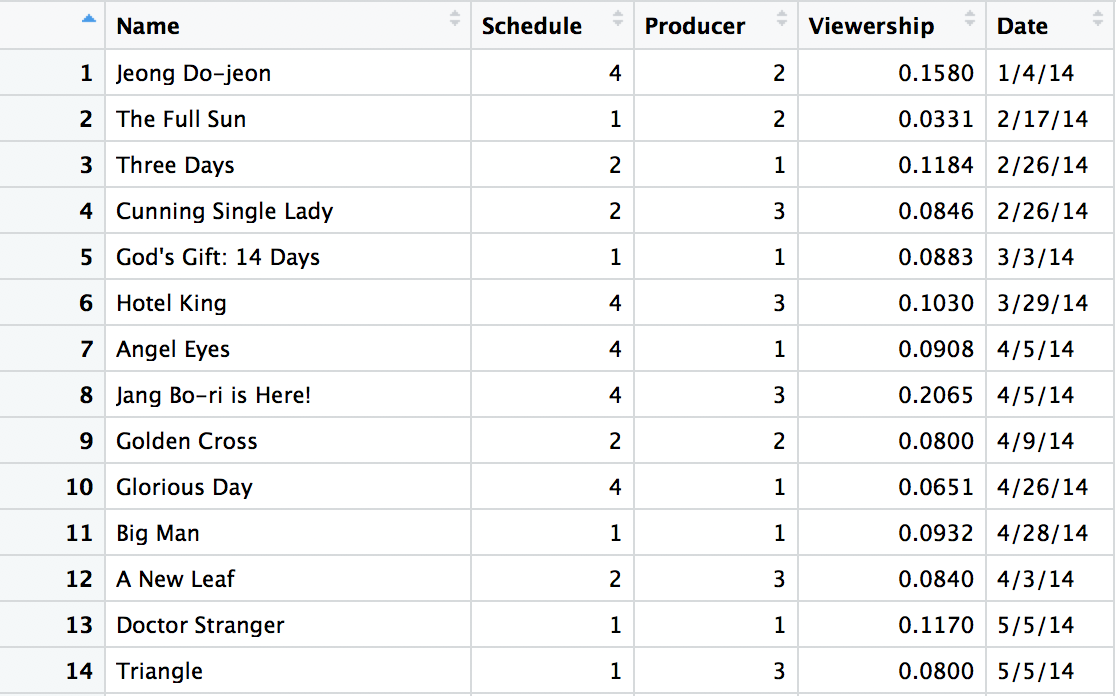 Name Schedule Producer Viewership Date
1 Jeong Do-jeon 4 2 0.1580 1/4/14
2 The Full Sun 1 2 0.0331 2/17/14
3 Three Days 2 1 0.1184 2/26/14
4 Cunning Single Lady 2 3 0.0846 2/26/14
5 God's Gift: 14 Days 1 1 0.0883 3/3/14
6 Hotel King 4 3 0.1030 3/29/14
7 Angel Eyes 4 1 0.0908 4/5/14
8 Jang Bo-ri is Here! 4 3 0.2065 4/5/14
9 Golden Cross 2 2 0.0800 4/9/14
10 Glorious Day 4 1 0.0651 4/26/14
11 Big Man 1 1 0.0932 4/28/14
12 A New Leaf 2 3 0.0840 4/3/14
13 Doctor Stranger 1 1 0.1170 5/5/14
14 Triangle 1 3 0.0800 5/5/14